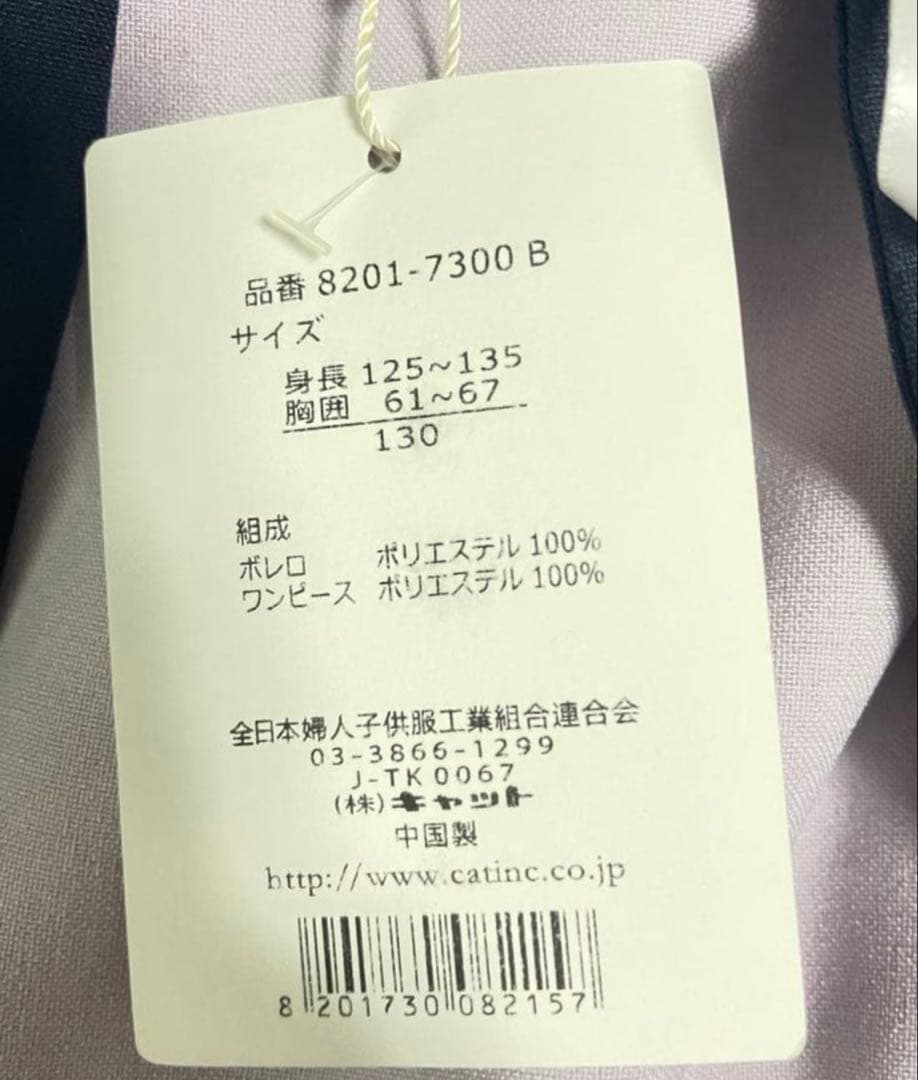 品番 8201-7300 B
サイズ
身長 125~135
胸囲 61~67
130
組成
ボレロ ポリエステル 100%
ワンピース ポリエステル 100%
全日本婦人子供服工業組合連合会
03-3866-1299
J-TK0067
(株)キャット
中国製
http://www.catinc.co.jp
8 201730 082157